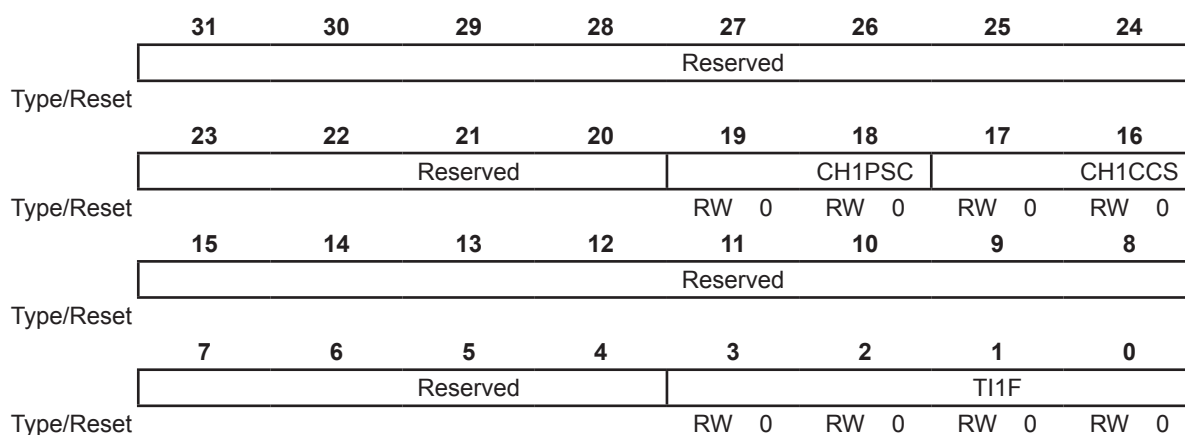 31 30 29 28 27 26 25 24
Reserved
Type/Reset
23 22 21 20 19 18 17 16
Reserved CH1PSC CH1CCS
Type/Reset RW 0 RW 0 RW 0 RW 0
15 14 13 12 11 10 9 8
Reserved
Type/Reset
7 6 5 4 3 2 1 0
Reserved TI1F
Type/Reset RW 0 RW 0 RW 0 RW 0